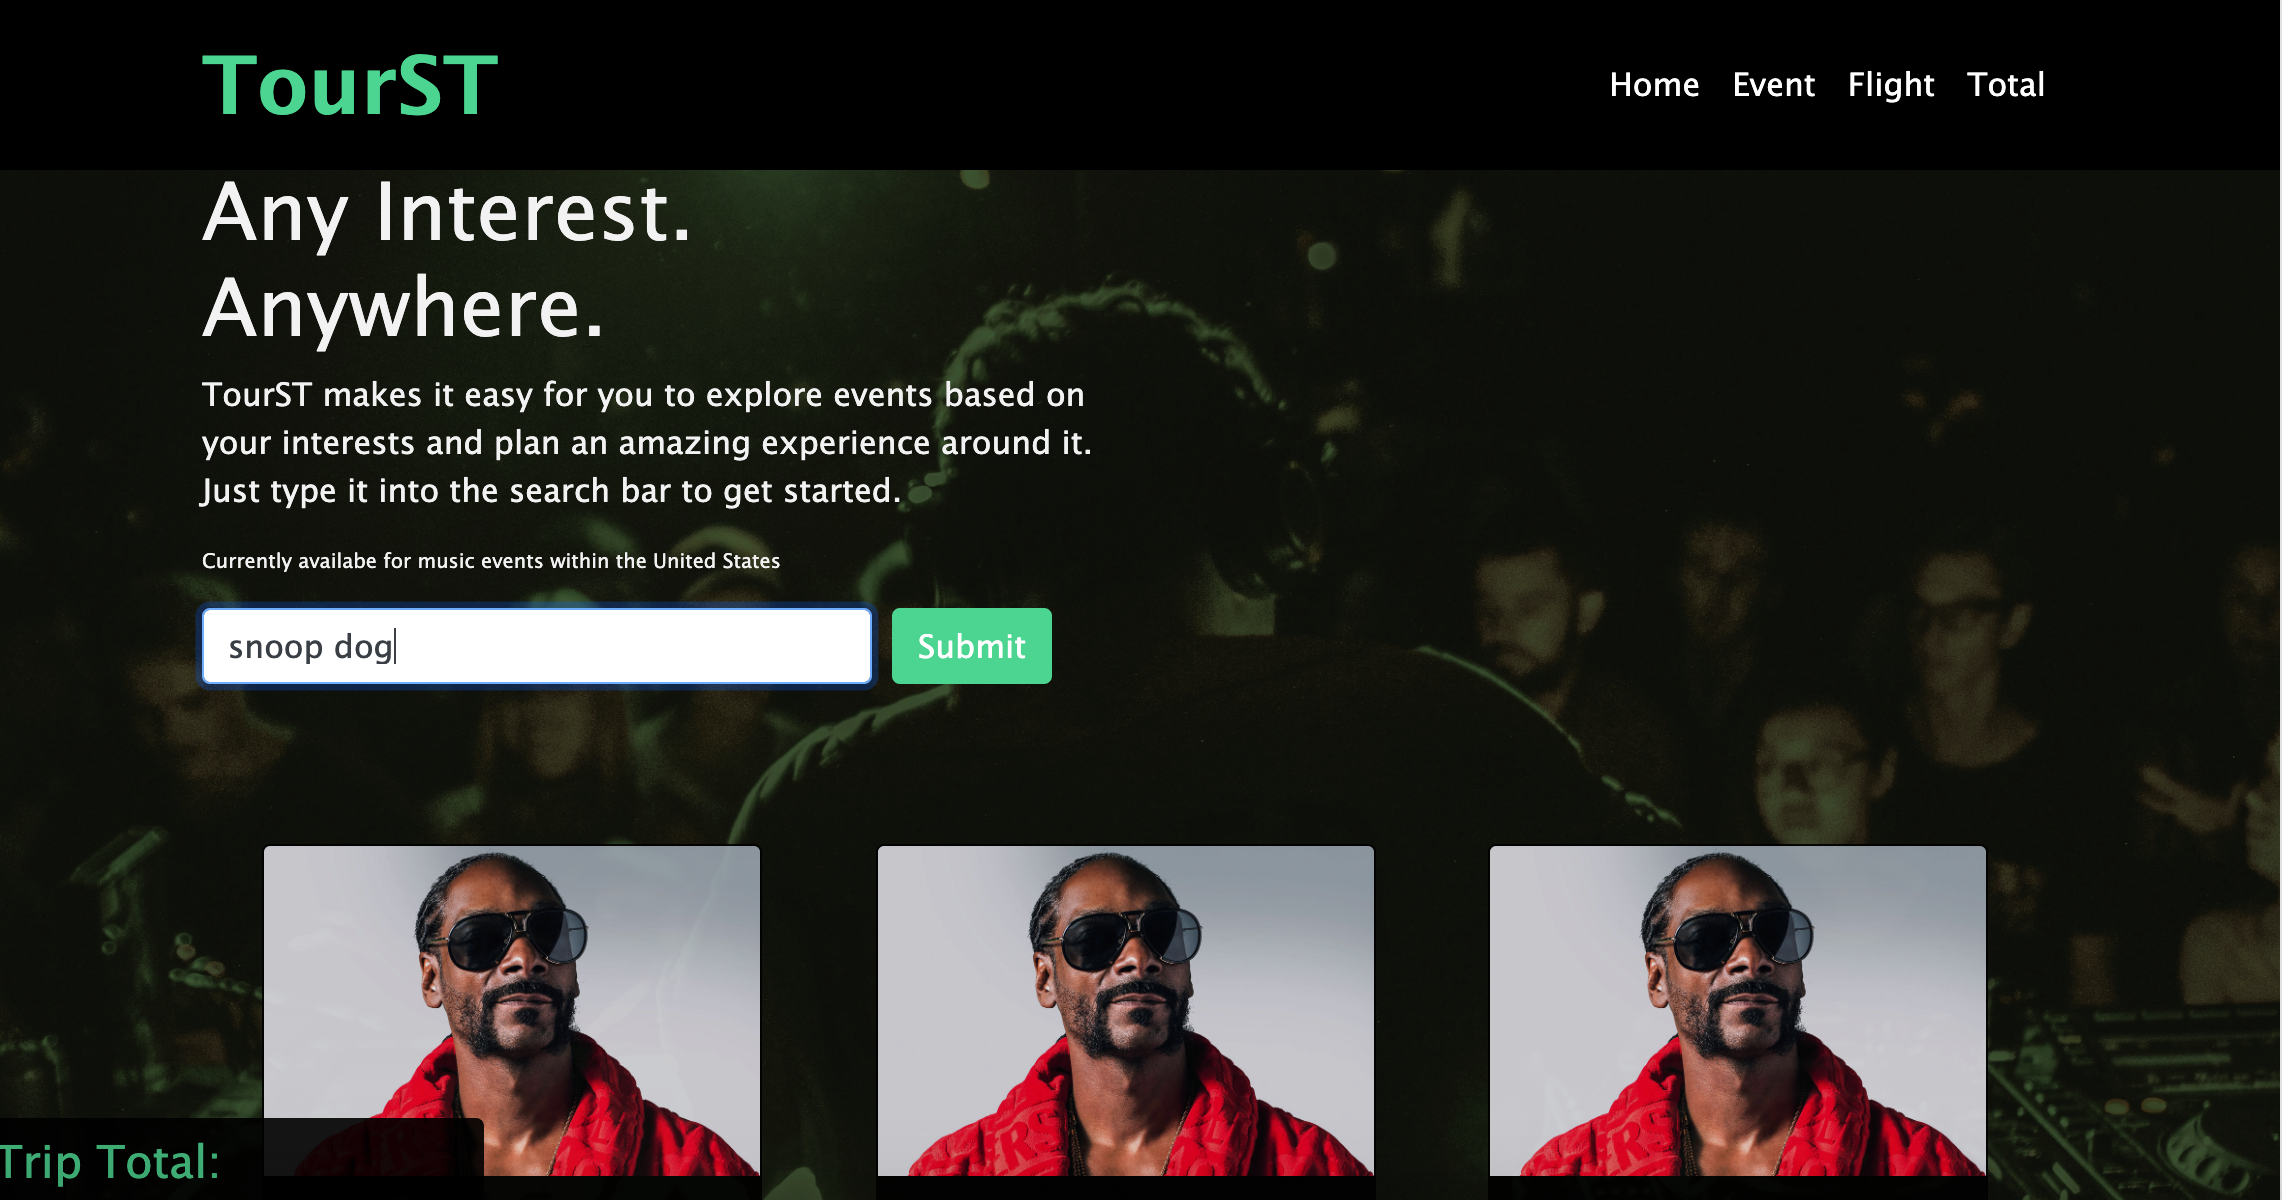 TourST
Home Event Flight Total
Any Interest.
Anywhere.
TourST makes it easy for you to explore events based on
your interests and plan an amazing experience around it.
Just type it into the search bar to get started.
Currently availabe for music events within the United States
snoop dog
Submit
Trip Total: